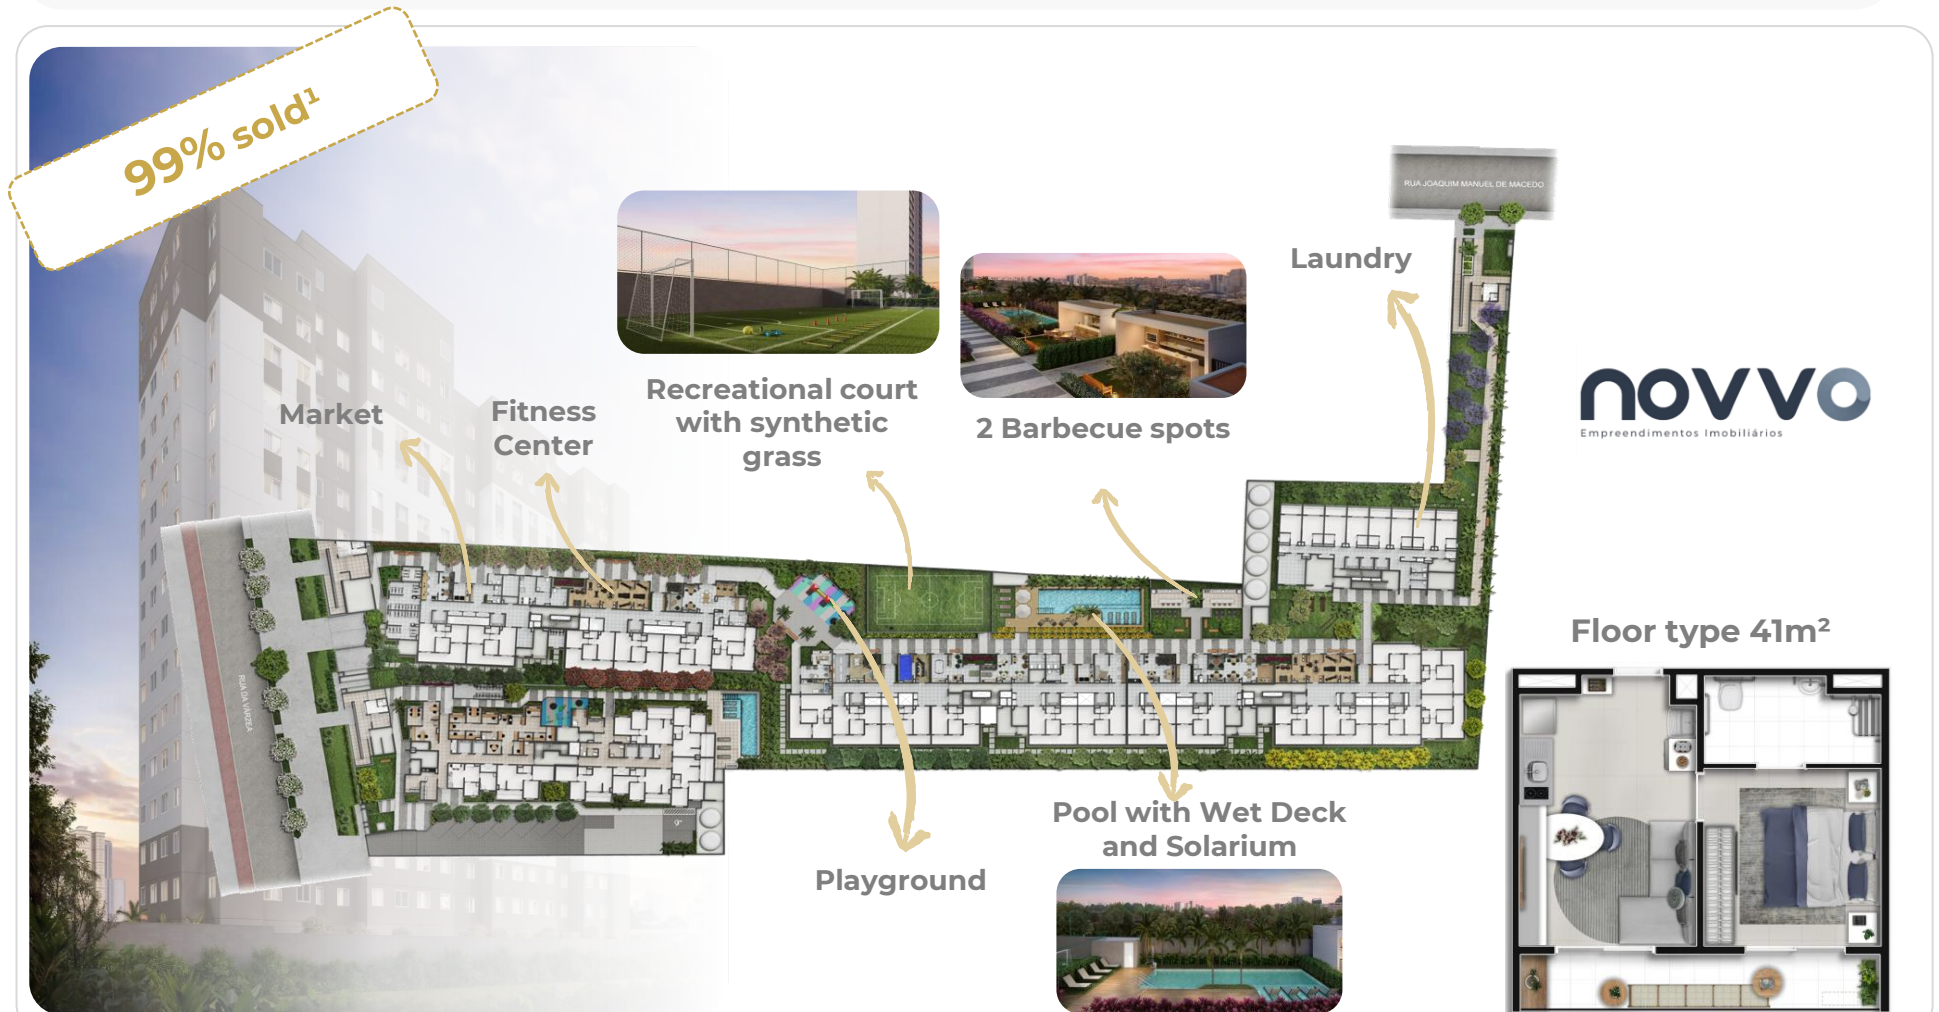 99% sold¹
RUA JOAQUIM MANUEL DE MACEDO
Laundry
Recreational court
with synthetic
grass
2 Barbecue spots
Market
Fitness
Center
novvo
Empreendimentos Imobiliários
Floor type 41m²
RUA DA VÁRZEA
Pool with Wet Deck
and Solarium
Playground